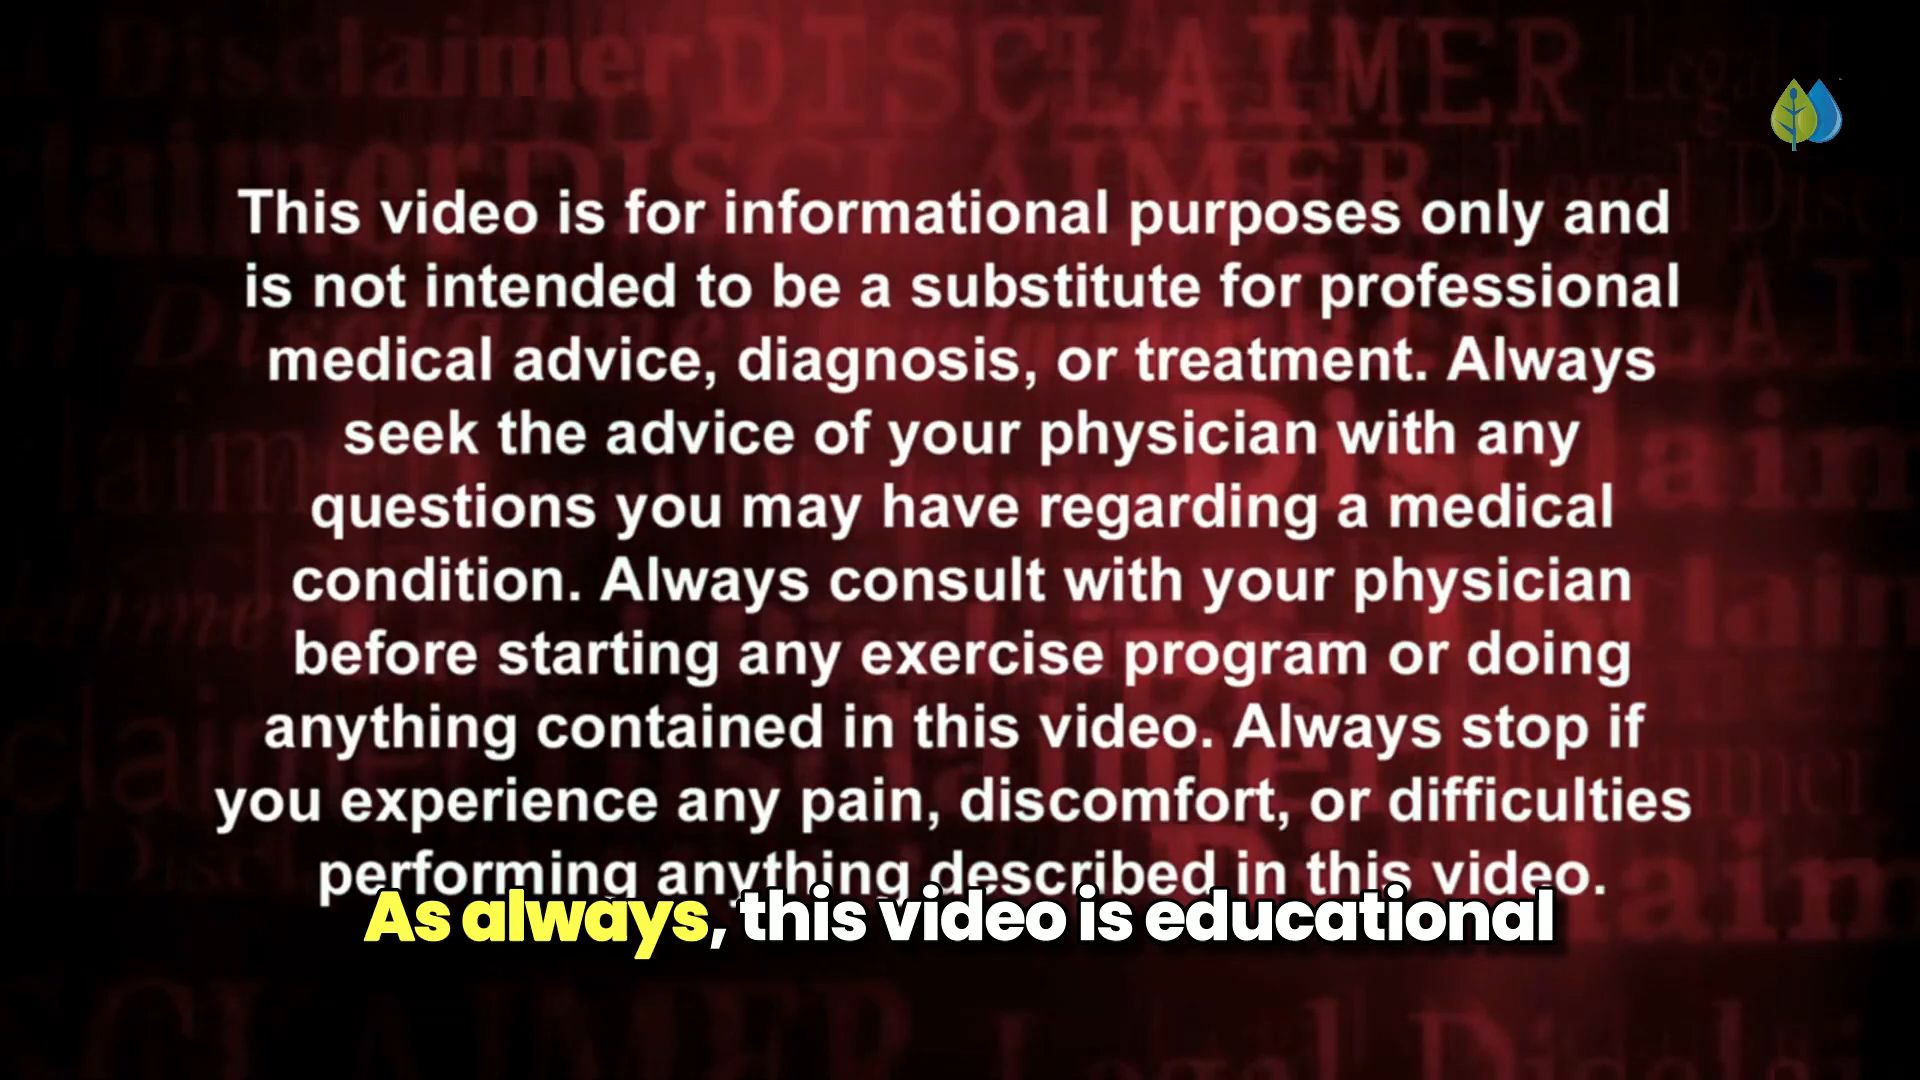 This video is for informational purposes only and
is not intended to be a substitute for professional
medical advice, diagnosis, or treatment. Always
seek the advice of your physician with any
questions you may have regarding a medical
condition. Always consult with your physician
before starting any exercise program or doing
anything contained in this video. Always stop if
you experience any pain, discomfort, or difficulties
performing anything described in this video.
As always, this video is educational